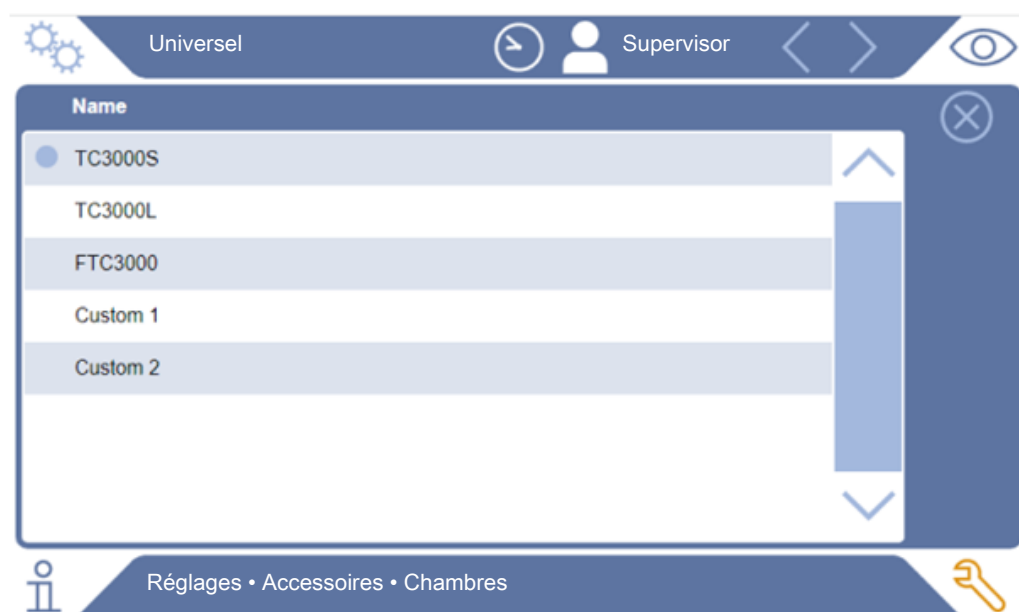 Universel
Supervisor
Name
TC3000S
TC3000L
FTC3000
Custom 1
Custom 2
Réglages • Accessoires • Chambres